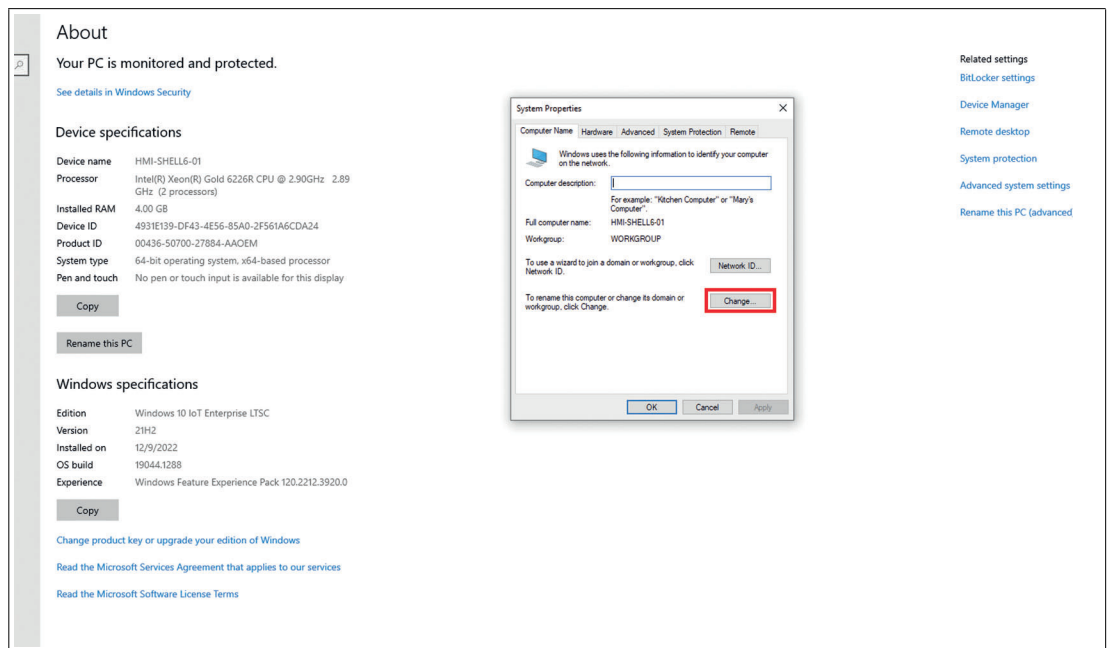 About
Your PC is monitored and protected.
See details in Windows Security
Device specifications
Device name HMI-SHELL6-01
Processor Intel(R) Xeon(R) Gold 6226R CPU @ 2.90GHz 2.89
GHz (2 processors)
Installed RAM 4.00 GB
Device ID 4931E139-DF43-4E56-85A0-2F561A6CDA24
Product ID 00436-50700-27884-AAOEM
System type 64-bit operating system, x64-based processor
Pen and touch No pen or touch input is available for this display
Copy
Rename this PC
Windows specifications
Edition Windows 10 IoT Enterprise LTSC
Version 21H2
Installed on 12/9/2022
OS build 19044.1288
Experience Windows Feature Experience Pack 120.2212.3920.0
Copy
Change product key or upgrade your edition of Windows
Read the Microsoft Services Agreement that applies to our services
Read the Microsoft Software License Terms
System Properties
Computer Name Hardware Advanced System Protection Remote
Windows uses the following information to identify your computer
on the network.
Computer description:
For example: "Kitchen Computer" or "Mary's
Computer".
Full computer name: HMI-SHELL6-01
Workgroup: WORKGROUP
To use a wizard to join a domain or workgroup, click
Network ID.
Network ID...
To rename this computer or change its domain or
workgroup, click Change.
Change...
OK Cancel Apply
Related settings
BitLocker settings
Device Manager
Remote desktop
System protection
Advanced system settings
Rename this PC (advanced